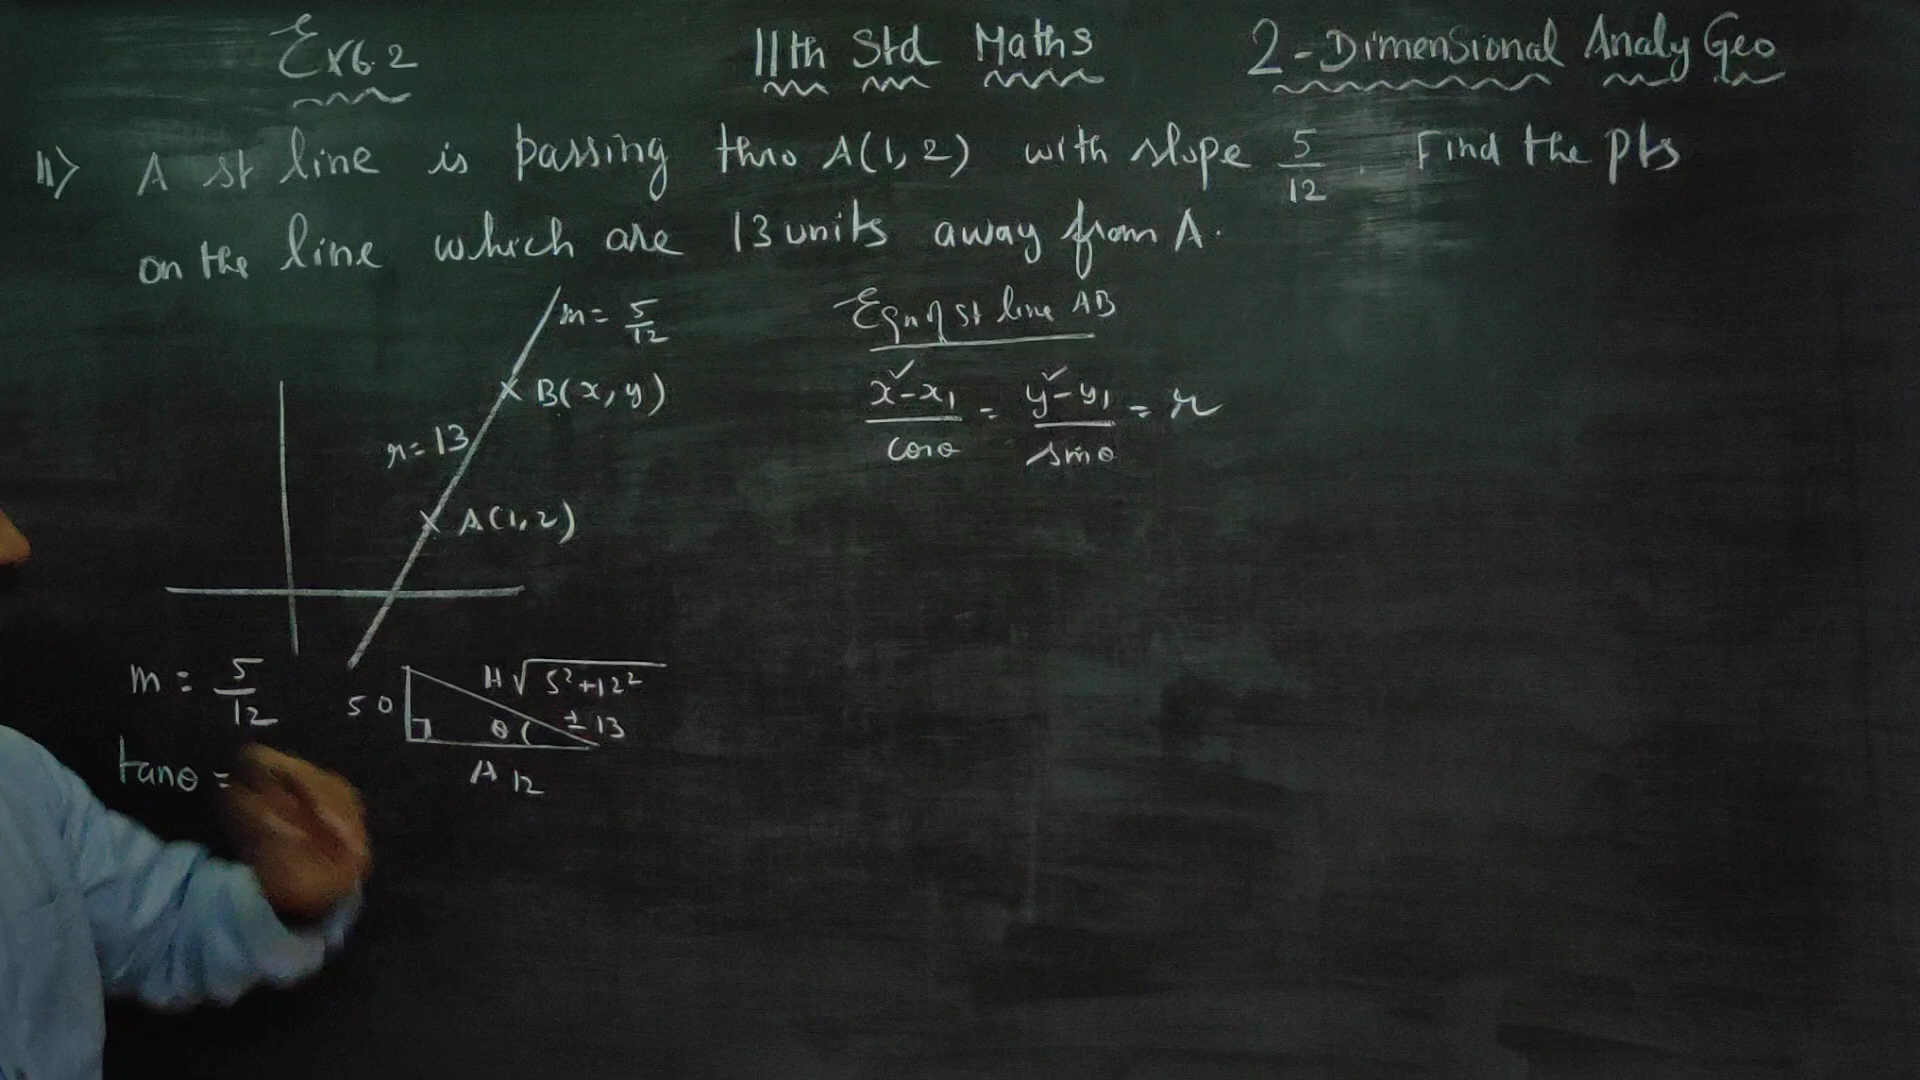 Ex 6.2
11th Std Maths
2-Dimensional Analy Geo
11) A st line is passing thro A(1,2) with slope 5/12. Find the pts
on the line which are 13 units away from A.
m = 5/12
B(x, y)
r = 13
A(1,2)
Eqn of st line AB
x - x₁ / cosθ = y - y₁ / sinθ = r
m = 5/12
5 O
H √5²+12²
θ
± 13
A 12
tanθ =